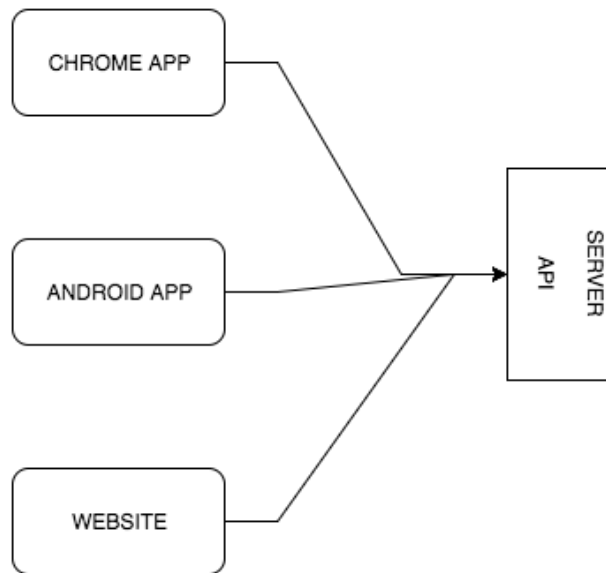 CHROME APP
ANDROID APP
WEBSITE
SERVER
API